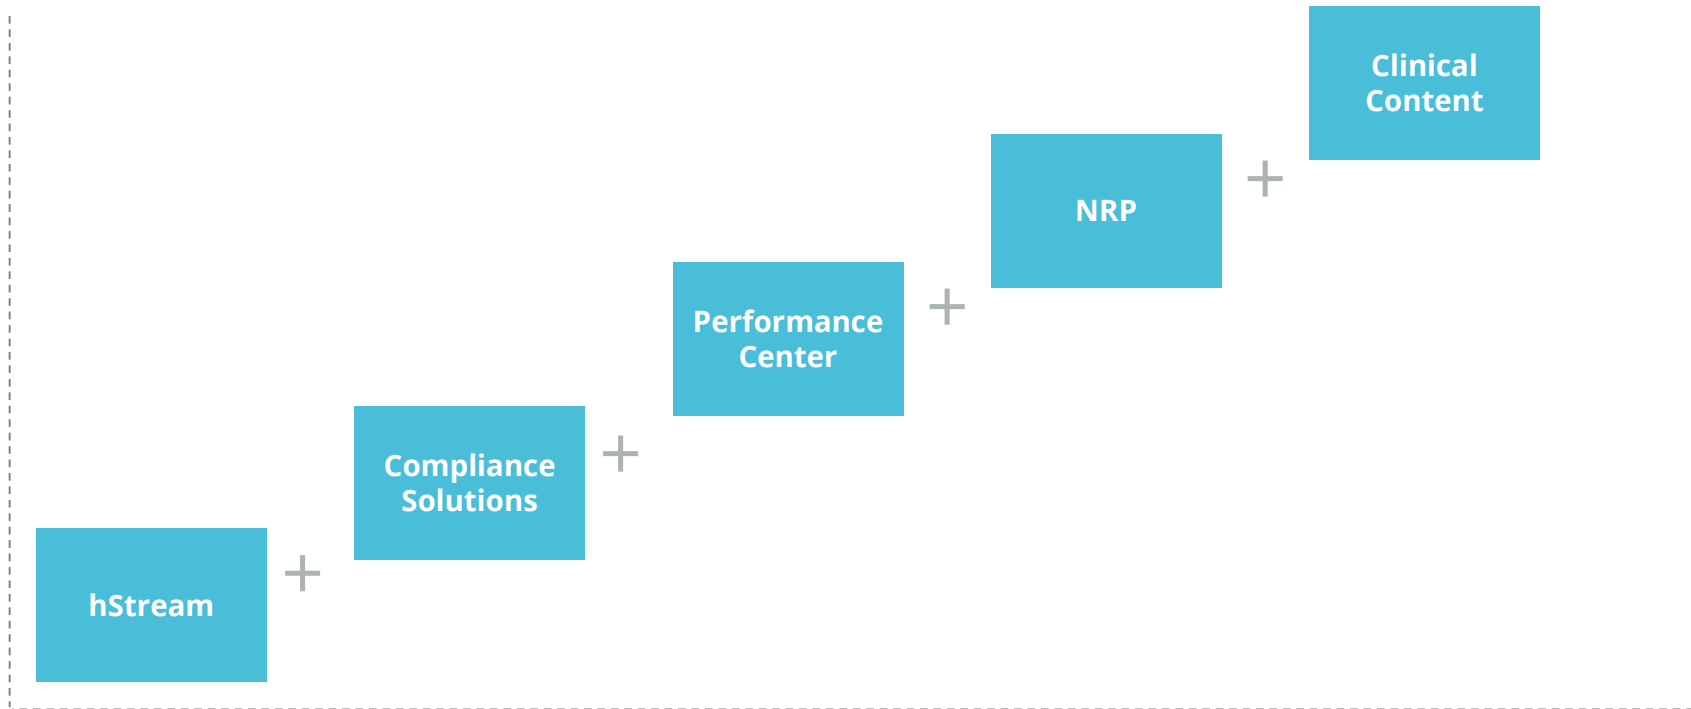 hStream
+
Compliance
Solutions
+
Performance
Center
+
NRP
+
Clinical
Content